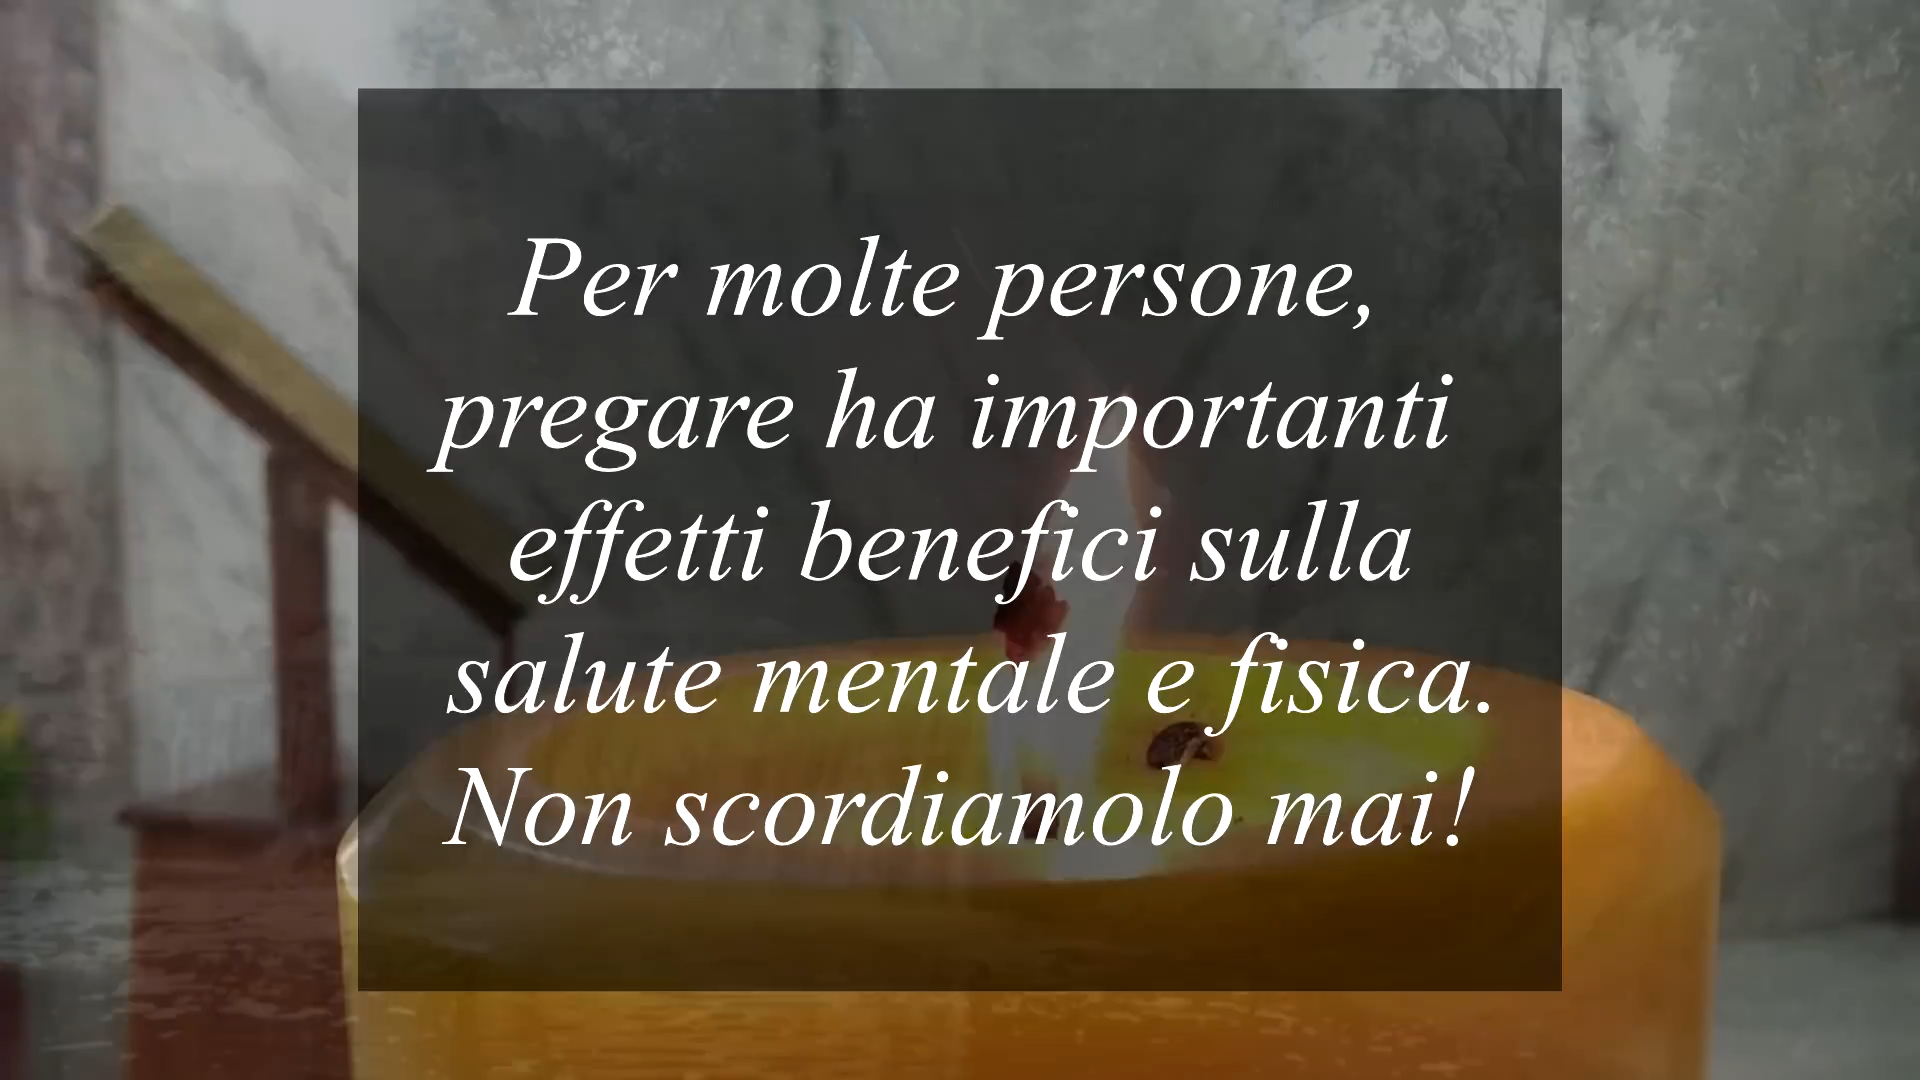 Per molte persone,
pregare ha importanti
effetti benefici sulla
salute mentale e fisica.
Non scordiamolo mai!